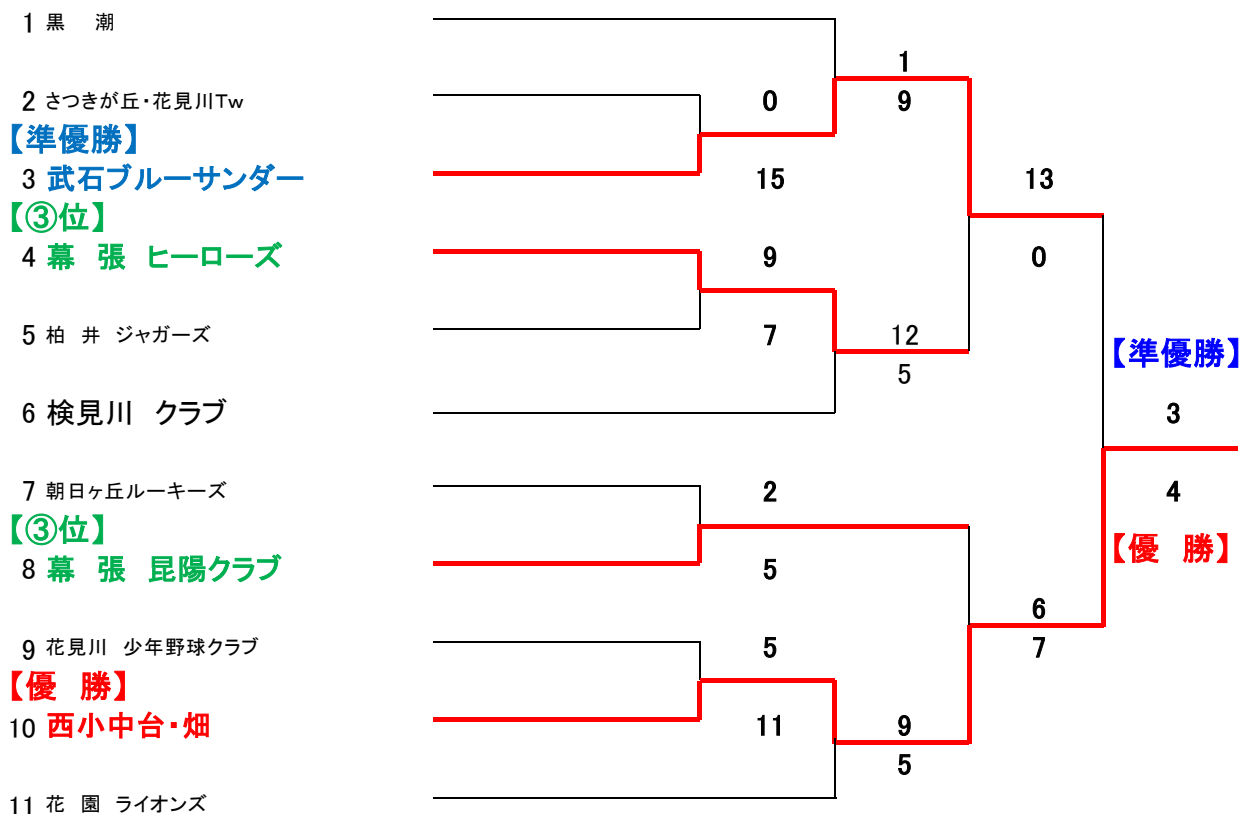 1 黒　潮
1
2 さつきが丘・花見川Tw
0
9
【準優勝】
3 武石ブルーサンダー
15
13
【③位】
4 幕　張　ヒーローズ
9
0
5 柏　井　ジャガーズ
7
12
【準優勝】
5
6 検見川　クラブ
3
7 朝日ヶ丘ルーキーズ
2
4
【③位】
【優　勝】
8 幕　張　昆陽クラブ
5
6
9 花見川　少年野球クラブ
5
7
【優　勝】
10 西小中台・畑
11
9
5
11 花　園　ライオンズ